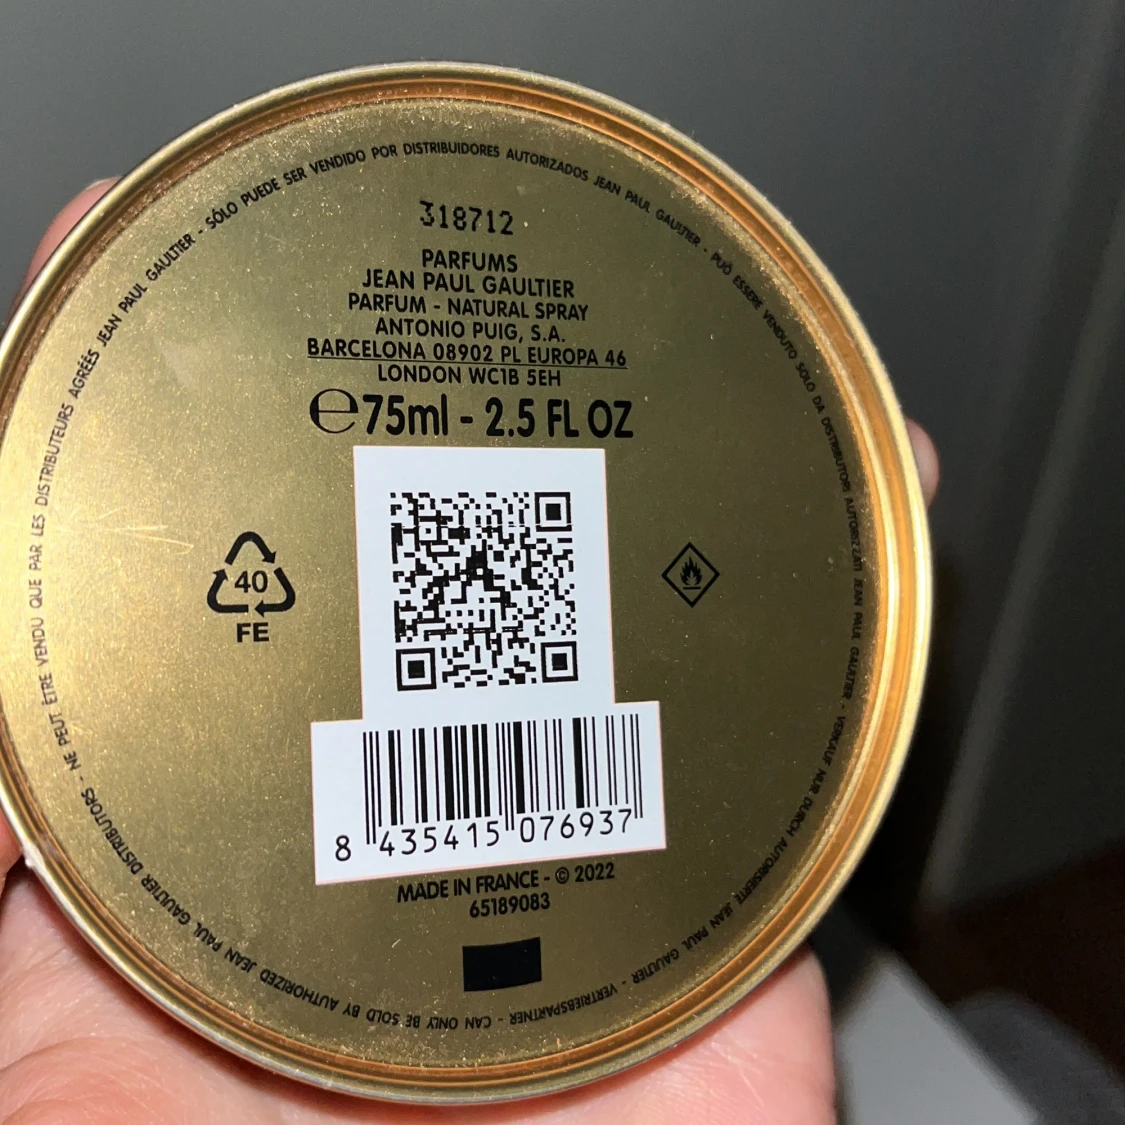 318712
PARFUMS
JEAN PAUL GAULTIER
PARFUM - NATURAL SPRAY
ANTONIO PUIG, S.A.
BARCELONA 08902 PL EUROPA 46
LONDON WC1B 5EH
℮75ml - 2.5 FL OZ
40
FE
8 435415 076937
MADE IN FRANCE - © 2022
65189083
NE PEUT ÊTRE VENDU QUE PAR LES DISTRIBUTEURS AGRÉÉS JEAN PAUL GAULTIER - SÓLO PUEDE SER VENDIDO POR DISTRIBUIDORES AUTORIZADOS JEAN PAUL GAULTIER - PUÒ ESSERE VENDUTO SOLO DA DISTRIBUTORI AUTORIZZATI JEAN PAUL GAULTIER - VERKAUF NUR DURCH AUTORISIERTE JEAN PAUL GAULTIER - VERTRIEBSPARTNER - CAN ONLY BE SOLD BY AUTHORIZED JEAN PAUL GAULTIER DISTRIBUTORS -